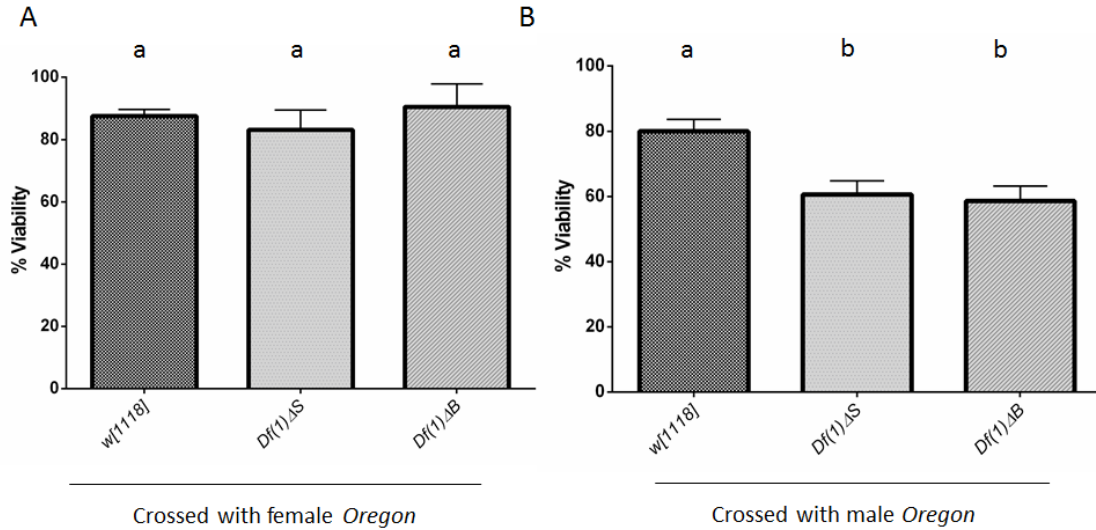 A
a a a
% Viability
100
80
60
40
20
0
w[1118] Df(1)ΔS Df(1)ΔB
Crossed with female Oregon
B
a b b
% Viability
100
80
60
40
20
0
w[1118] Df(1)ΔS Df(1)ΔB
Crossed with male Oregon